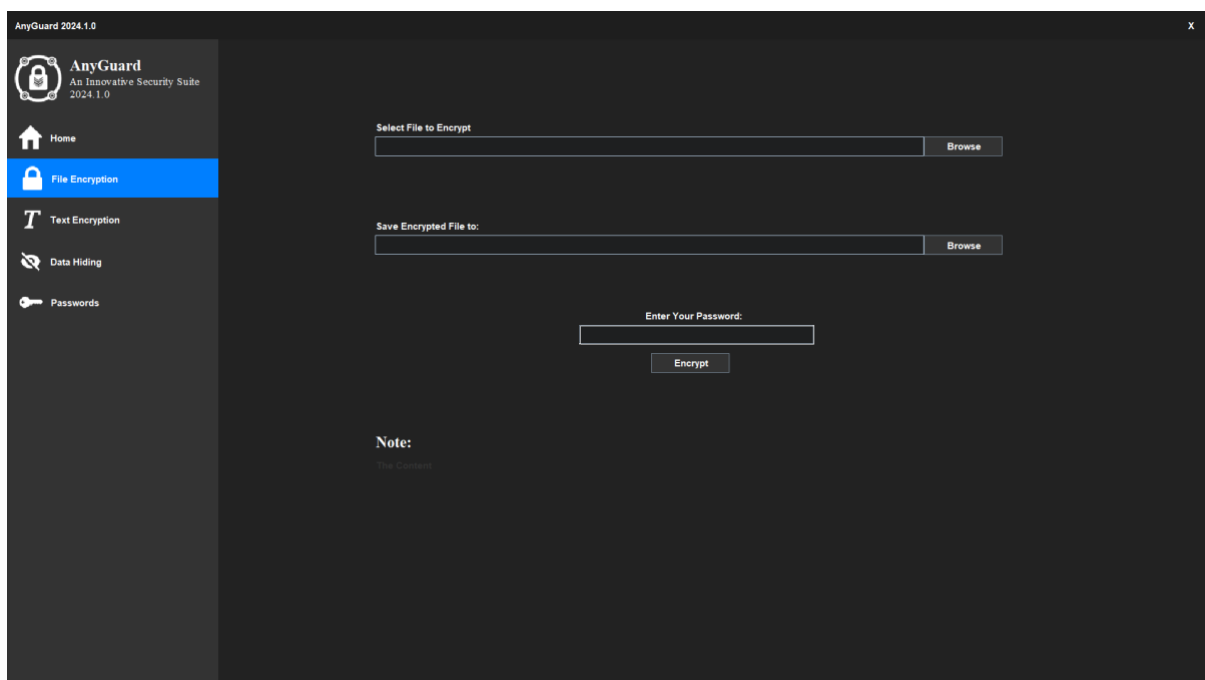 AnyGuard 2024.1.0
X
AnyGuard
An Innovative Security Suite
2024.1.0
Home
File Encryption
Text Encryption
Data Hiding
Passwords
Select File to Encrypt
Browse
Save Encrypted File to:
Browse
Enter Your Password:
Encrypt
Note:
The Content